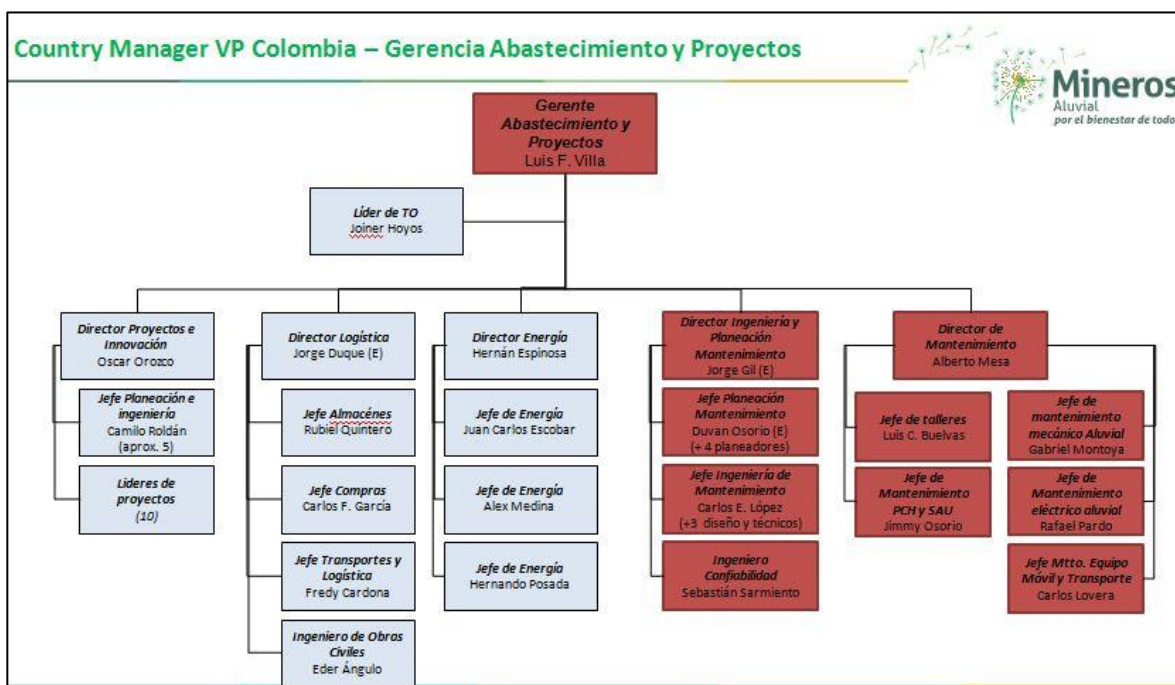 Country Manager VP Colombia – Gerencia Abastecimiento y Proyectos
Mineros
Aluvial
por el bienestar de todo
Gerente
Abastecimiento y
Proyectos
Luis F. Villa
Líder de TO
Joiner Hoyos
Director Proyectos e
Innovación
Oscar Orozco
Jefe Planeación e
ingeniería
Camilo Roldán
(aprox. 5)
Lideres de
proyectos
(10)
Director Logística
Jorge Duque (E)
Jefe Almacénes
Rubiel Quintero
Jefe Compras
Carlos F. García
Jefe Transportes y
Logística
Fredy Cardona
Ingeniero de Obras
Civiles
Eder Ángulo
Director Energía
Hernán Espinosa
Jefe de Energía
Juan Carlos Escobar
Jefe de Energía
Alex Medina
Jefe de Energía
Hernando Posada
Director Ingeniería y
Planeación
Mantenimiento
Jorge Gil (E)
Jefe Planeación
Mantenimiento
Duvan Osorio (E)
(+ 4 planeadores)
Jefe Ingeniería de
Mantenimiento
Carlos E. López
(+3 diseño y técnicos)
Ingeniero
Confiabilidad
Sebastián Sarmiento
Director de
Mantenimiento
Alberto Mesa
Jefe de talleres
Luis C. Buelvas
Jefe de
Mantenimiento
PCH y SAU
Jimmy Osorio
Jefe de
mantenimiento
mecánico Aluvial
Gabriel Montoya
Jefe de
Mantenimiento
eléctrico aluvial
Rafael Pardo
Jefe Mtto. Equipo
Móvil y Transporte
Carlos Lovera